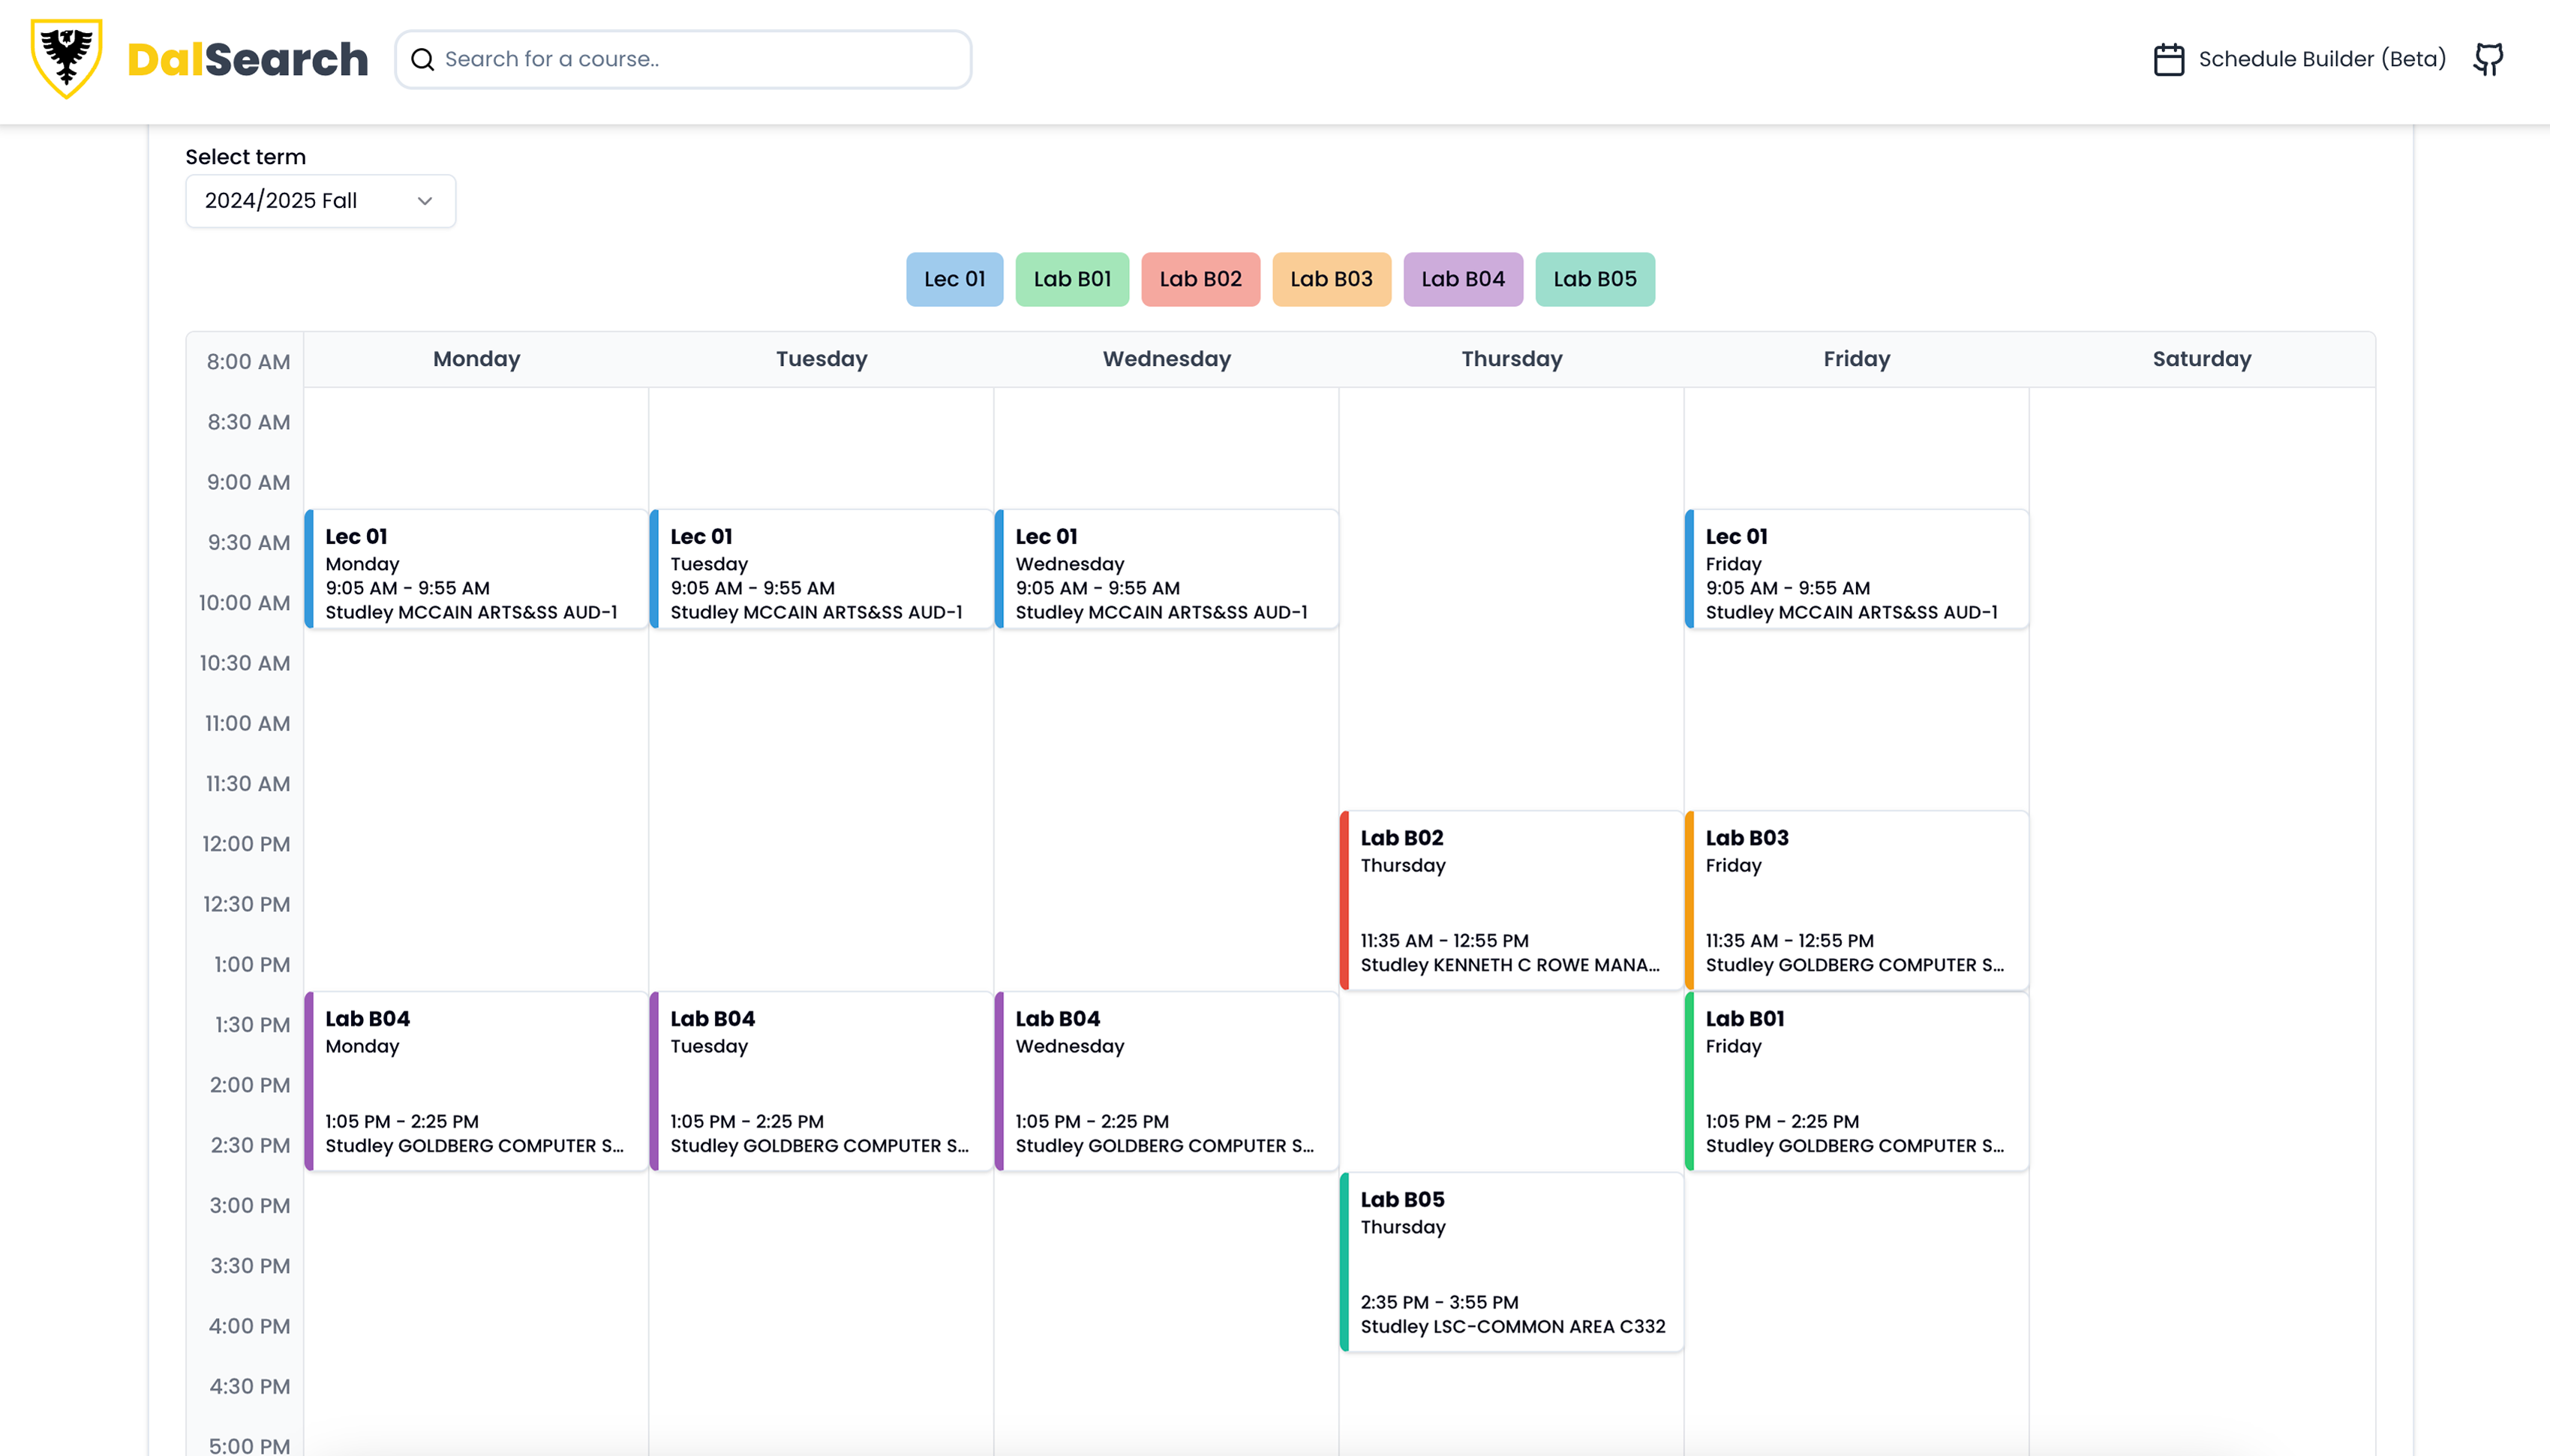 DalSearch
Search for a course..
Schedule Builder (Beta)
Select term
2024/2025 Fall
Lec 01
Lab B01
Lab B02
Lab B03
Lab B04
Lab B05
Monday
Tuesday
Wednesday
Thursday
Friday
Saturday
8:00 AM
8:30 AM
9:00 AM
9:30 AM
10:00 AM
10:30 AM
11:00 AM
11:30 AM
12:00 PM
12:30 PM
1:00 PM
1:30 PM
2:00 PM
2:30 PM
3:00 PM
3:30 PM
4:00 PM
4:30 PM
5:00 PM
Lec 01
Monday
9:05 AM - 9:55 AM
Studley MCCAIN ARTS&SS AUD-1
Lab B04
Monday
1:05 PM - 2:25 PM
Studley GOLDBERG COMPUTER S...
Lec 01
Tuesday
9:05 AM - 9:55 AM
Studley MCCAIN ARTS&SS AUD-1
Lab B04
Tuesday
1:05 PM - 2:25 PM
Studley GOLDBERG COMPUTER S...
Lec 01
Wednesday
9:05 AM - 9:55 AM
Studley MCCAIN ARTS&SS AUD-1
Lab B04
Wednesday
1:05 PM - 2:25 PM
Studley GOLDBERG COMPUTER S...
Lab B02
Thursday
11:35 AM - 12:55 PM
Studley KENNETH C ROWE MANA...
Lab B05
Thursday
2:35 PM - 3:55 PM
Studley LSC-COMMON AREA C332
Lec 01
Friday
9:05 AM - 9:55 AM
Studley MCCAIN ARTS&SS AUD-1
Lab B03
Friday
11:35 AM - 12:55 PM
Studley GOLDBERG COMPUTER S...
Lab B01
Friday
1:05 PM - 2:25 PM
Studley GOLDBERG COMPUTER S...